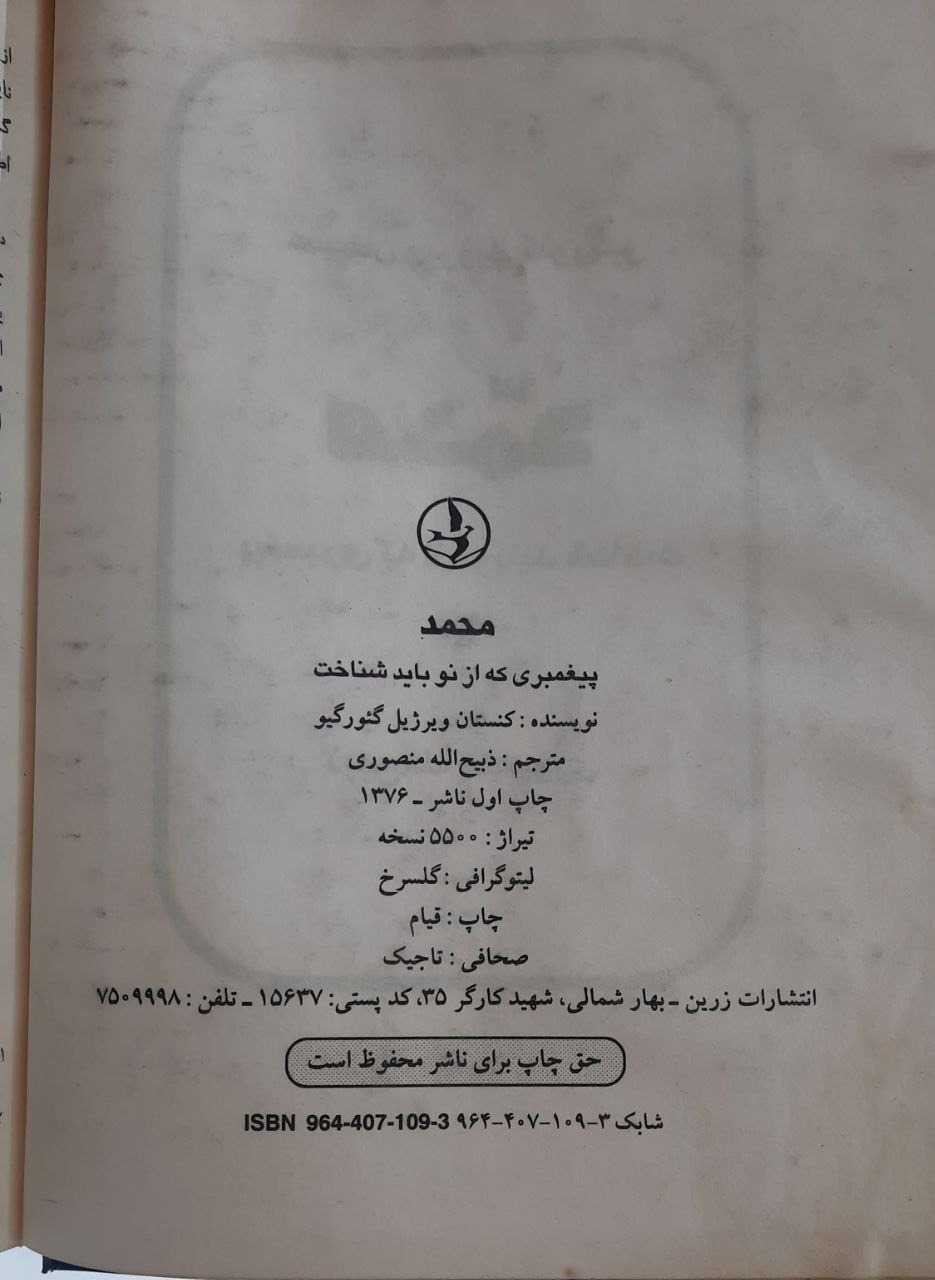 محمد
پیغمبری که از نو باید شناخت
نویسنده : کنستان ویرژیل گئورگیو
مترجم : ذبیح‌الله منصوری
چاپ اول ناشر ـ ۱۳۷۶
تیراژ : ۵۵۰۰ نسخه
لیتوگرافی : گلسرخ
چاپ : قیام
صحافی : تاجیک
انتشارات زرین ـ بهار شمالی، شهید کارگر ۳۵، کد پستی: ۱۵۶۳۷ ـ تلفن : ۷۵۰۹۹۹۸
حق چاپ برای ناشر محفوظ است
شابک ۳-۱۰۹-۴۰۷-۹۶۴ ISBN 964-407-109-3